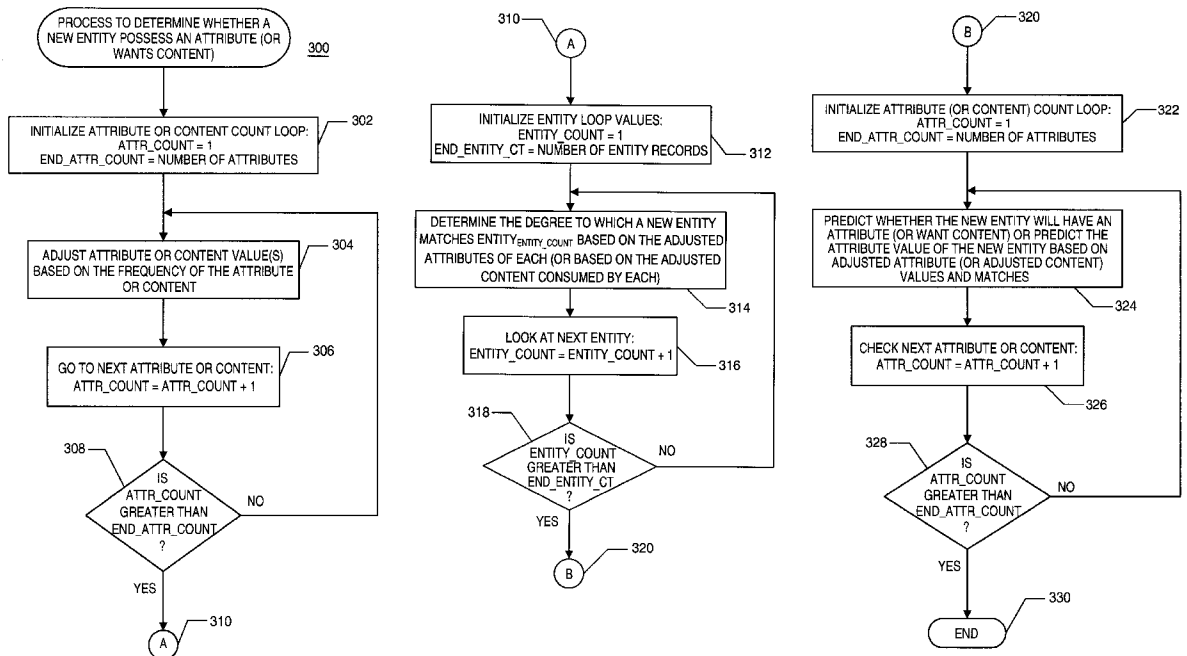 PROCESS TO DETERMINE WHETHER A
NEW ENTITY POSSESS AN ATTRIBUTE (OR
WANTS CONTENT)
300
INITIALIZE ATTRIBUTE OR CONTENT COUNT LOOP:
ATTR_COUNT = 1
END_ATTR_COUNT = NUMBER OF ATTRIBUTES
302
ADJUST ATTRIBUTE OR CONTENT VALUE(S)
BASED ON THE FREQUENCY OF THE ATTRIBUTE
OR CONTENT
304
GO TO NEXT ATTRIBUTE OR CONTENT:
ATTR_COUNT = ATTR_COUNT + 1
306
308
IS
ATTR_COUNT
GREATER THAN
END_ATTR_COUNT
?
NO
YES
A
310
310
A
INITIALIZE ENTITY LOOP VALUES:
ENTITY_COUNT = 1
END_ENTITY_CT = NUMBER OF ENTITY RECORDS
312
DETERMINE THE DEGREE TO WHICH A NEW ENTITY
MATCHES ENTITY ENTITY_COUNT BASED ON THE ADJUSTED
ATTRIBUTES OF EACH (OR BASED ON THE ADJUSTED
CONTENT CONSUMED BY EACH)
314
LOOK AT NEXT ENTITY:
ENTITY_COUNT = ENTITY_COUNT + 1
316
318
IS
ENTITY_COUNT
GREATER THAN
END_ENTITY_CT
?
NO
YES
B
320
B
320
INITIALIZE ATTRIBUTE (OR CONTENT) COUNT LOOP:
ATTR_COUNT = 1
END_ATTR_COUNT = NUMBER OF ATTRIBUTES
322
PREDICT WHETHER THE NEW ENTITY WILL HAVE AN
ATTRIBUTE (OR WANT CONTENT) OR PREDICT THE
ATTRIBUTE VALUE OF THE NEW ENTITY BASED ON
ADJUSTED ATTRIBUTE (OR ADJUSTED CONTENT)
VALUES AND MATCHES
324
CHECK NEXT ATTRIBUTE OR CONTENT:
ATTR_COUNT = ATTR_COUNT + 1
326
328
IS
ATTR_COUNT
GREATER THAN
END_ATTR_COUNT
?
NO
YES
330
END